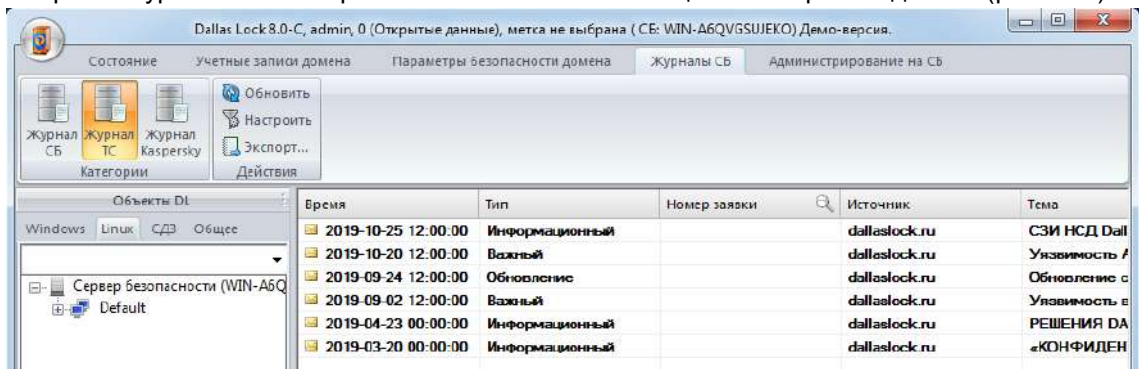 Dallas Lock 8.0-C, admin, 0 (Открытые данные), метка не выбрана ( СБ: WIN-A6QVGSUJEKO) Демо-версия.
Состояние Учетные записи домена Параметры безопасности домена Журналы СБ Администрирование на СБ
Журнал СБ Журнал ТС Журнал Kaspersky
Обновить
Настроить
Экспорт...
Категории Действия
Объекты DL
Windows Linux СДЗ Общее
Сервер безопасности (WIN-A6Q
Default
Время Тип Номер заявки Источник Тема
2019-10-25 12:00:00 Информационный dallaslock.ru СЗИ НСД Dall
2019-10-20 12:00:00 Важный dallaslock.ru Уязвимость
2019-09-24 12:00:00 Обновление dallaslock.ru Обновление с
2019-09-02 12:00:00 Важный dallaslock.ru Уязвимость в
2019-04-23 00:00:00 Информационный dallaslock.ru РЕШЕНИЯ DA
2019-03-20 00:00:00 Информационный dallaslock.ru «КОНФИДЕН